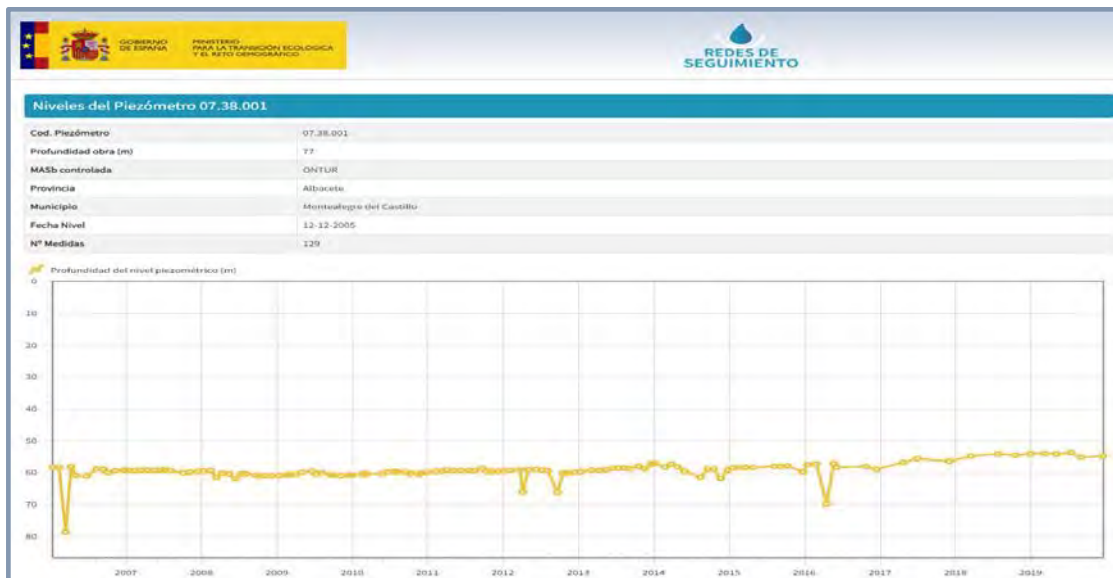 GOBIERNO
DE ESPAÑA
MINISTERIO
PARA LA TRANSICIÓN ECOLÓGICA
Y EL RETO DEMOGRÁFICO
REDES DE
SEGUIMIENTO
Niveles del Piezómetro 07.38.001
Cod. Piezómetro 07.38.001
Profundidad obra (m) 77
MASb controlada ONTUR
Provincia Albacete
Municipio Montealegre del Castillo
Fecha Nivel 12-12-2005
Nº Medidas 129
Profundidad del nivel piezométrico (m)
0
10
20
30
40
50
60
70
80
2007 2008 2009 2010 2011 2012 2013 2014 2015 2016 2017 2018 2019